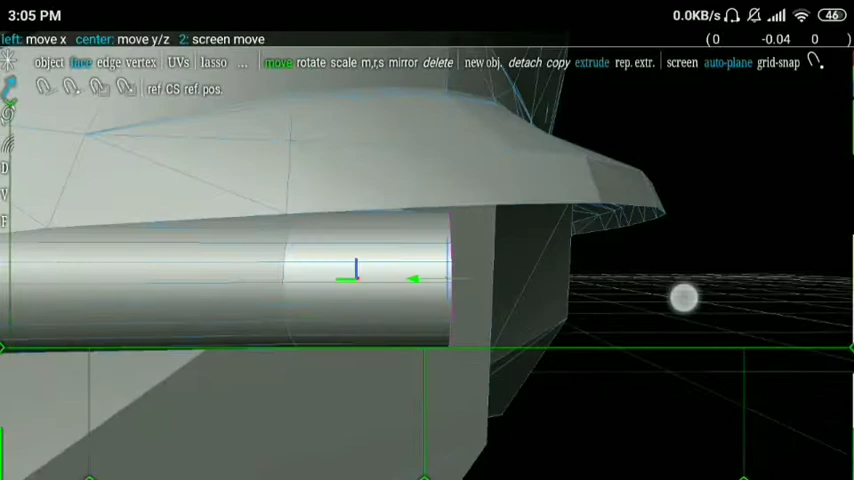 3:05 PM 0.0KB/s 46
left: move x center: move y/z 2: screen move (0 -0.04 0 )
object face edge vertex UVs lasso ... move rotate scale m,r,s mirror delete new obj. detach copy extrude rep. extr. screen auto-plane grid-snap
ref. CS ref. pos.
D
V
F